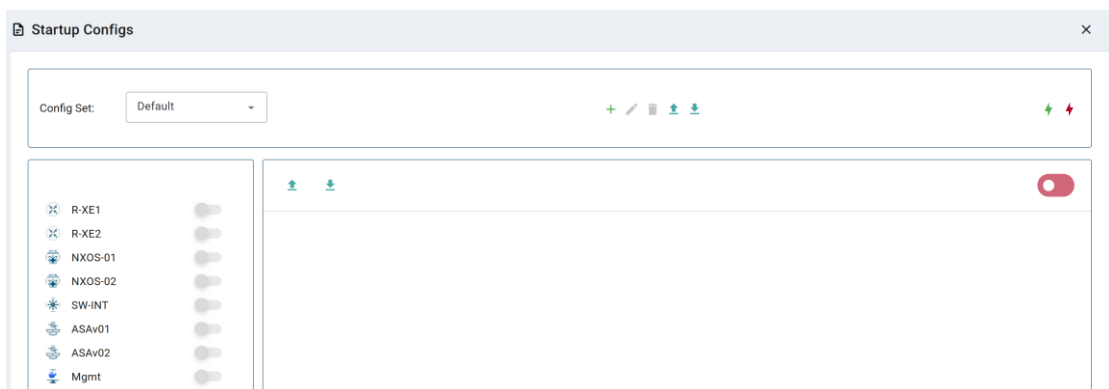 Startup Configs
Config Set:
Default
R-XE1
R-XE2
NXOS-01
NXOS-02
SW-INT
ASAv01
ASAv02
Mgmt